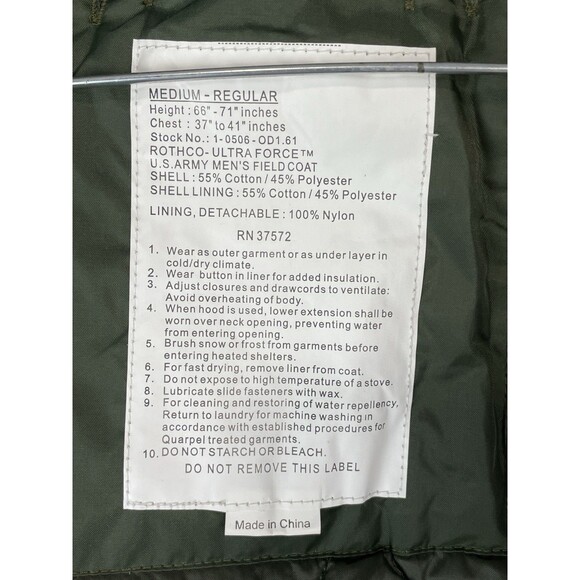 MEDIUM - REGULAR
Height : 66" - 71" inches
Chest : 37" to 41" inches
Stock No.: 1-0506-OD1.61
ROTHCO- ULTRA FORCE™
U.S.ARMY MEN'S FIELD COAT
SHELL : 55% Cotton / 45% Polyester
SHELL LINING : 55% Cotton / 45% Polyester
LINING, DETACHABLE : 100% Nylon
RN 37572
1. Wear as outer garment or as under layer in
cold/dry climate.
2. Wear button in liner for added insulation.
3. Adjust closures and drawcords to ventilate:
Avoid overheating of body.
4. When hood is used, lower extension shall be
worn over neck opening, preventing water
from entering opening.
5. Brush snow or frost from garments before
entering heated shelters.
6. For fast drying, remove liner from coat.
7. Do not expose to high temperature of a stove.
8. Lubricate slide fasteners with wax.
9. For cleaning and restoring of water repellency,
Return to laundry for machine washing in
accordance with established procedures for
Quarpel treated garments.
10. DO NOT STARCH OR BLEACH.
DO NOT REMOVE THIS LABEL
Made in China